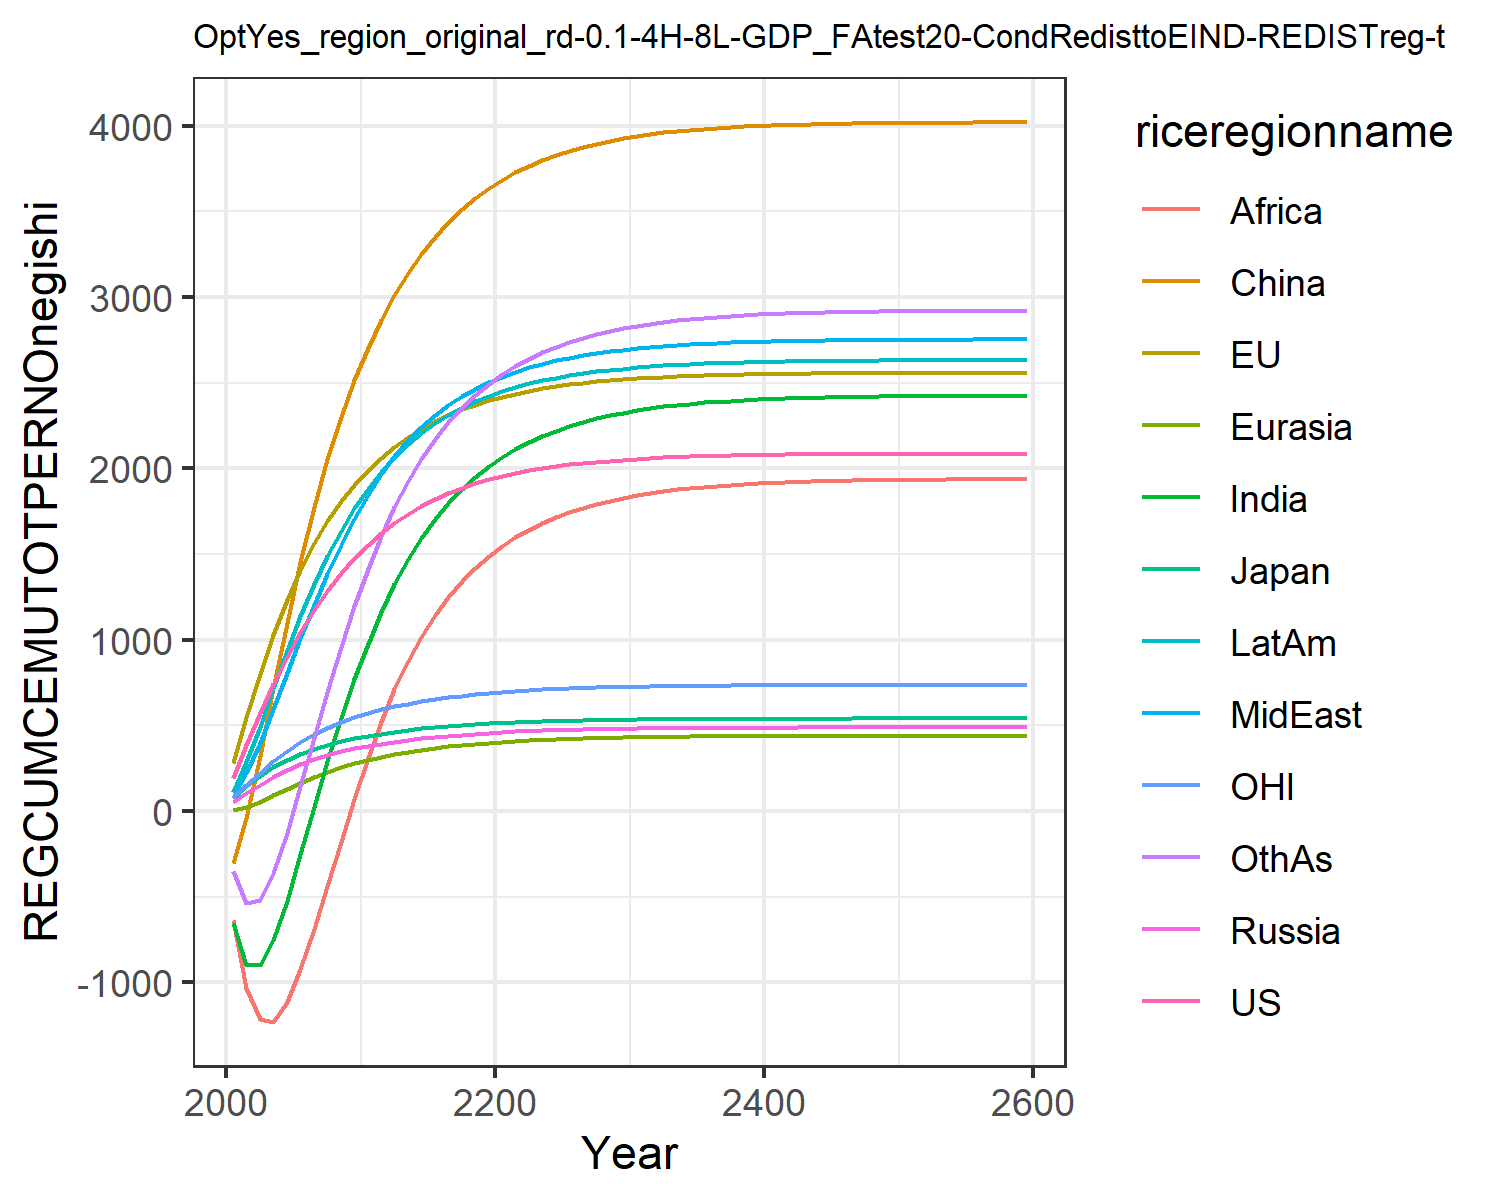 OptYes_region_original_rd-0.1-4H-8L-GDP_FAtest20-CondRedisttoEIND-REDISTreg-t
REGCUMCEMUTOTPERNOnegishi
4000
3000
2000
1000
0
-1000
2000
2200
2400
2600
Year
riceregionname
Africa
China
EU
Eurasia
India
Japan
LatAm
MidEast
OHI
OthAs
Russia
US